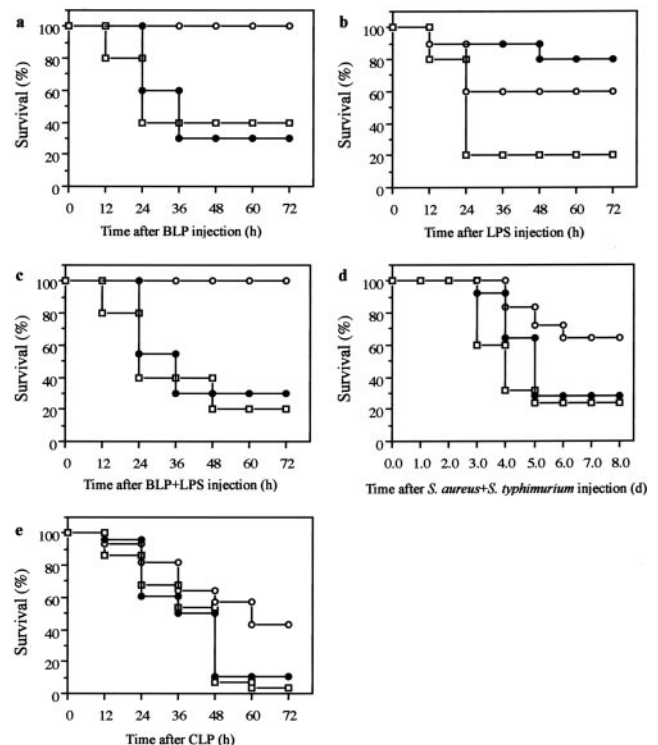 a
100
80
60
40
20
0
Survival (%)
0 12 24 36 48 60 72
Time after BLP injection (h)
b
100
80
60
40
20
0
Survival (%)
0 12 24 36 48 60 72
Time after LPS injection (h)
c
100
80
60
40
20
0
Survival (%)
0 12 24 36 48 60 72
Time after BLP+LPS injection (h)
d
100
80
60
40
20
0
Survival (%)
0.0 1.0 2.0 3.0 4.0 5.0 6.0 7.0 8.0
Time after S. aureus+S. typhimurium injection (d)
e
100
80
60
40
20
0
Survival (%)
0 12 24 36 48 60 72
Time after CLP (h)